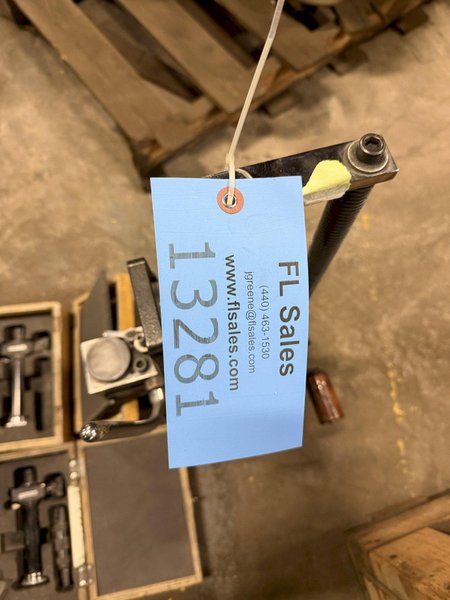 FL Sales
(440) 463-1530
jgreene@flsales.com
www.flsales.com
13281